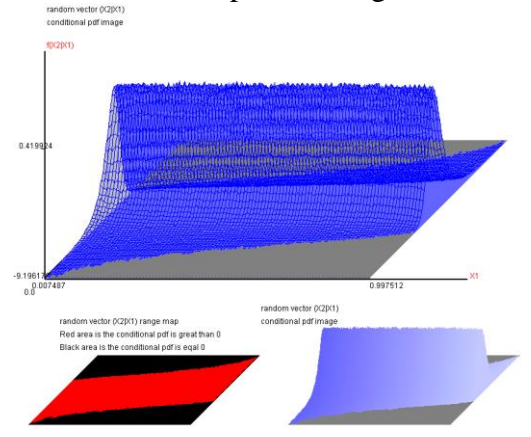 random vector (X2|X1)
conditional pdf image
f(X2|X1)
0.419924
-9.19617
0.007487
0.997512
X1
0.0
random vector (X2|X1) range map
Red area is the conditional pdf is great than 0
Black area is the conditional pdf is eqal 0
random vector (X2|X1)
conditional pdf image